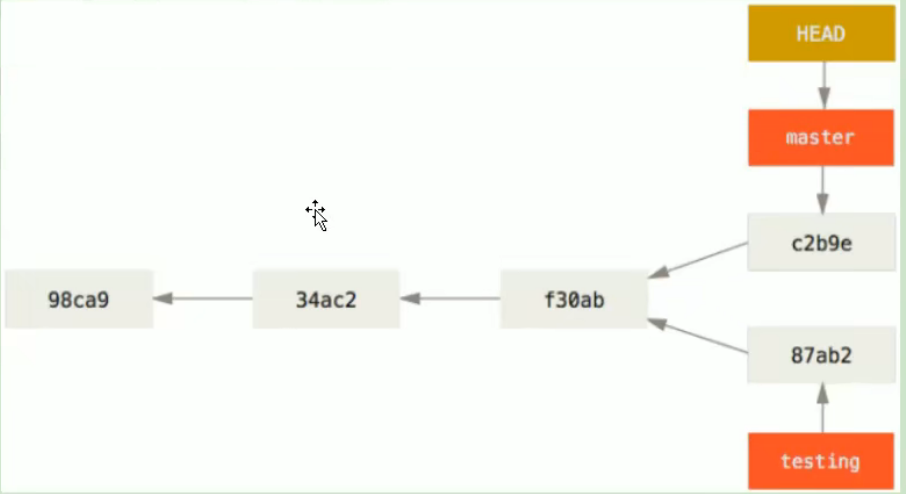 HEAD
master
c2b9e
98ca9
34ac2
f30ab
87ab2
testing